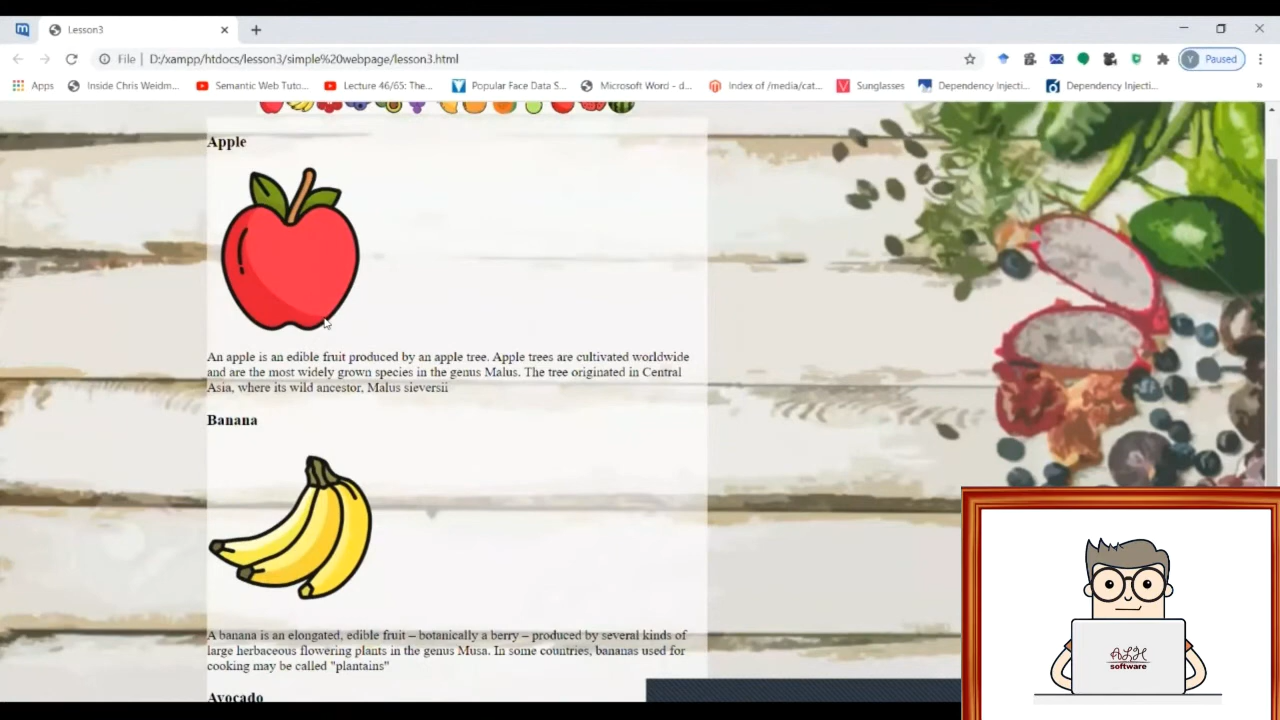 Lesson3
File
D:/xampp/htdocs/lesson3/simple%20webpage/lesson3.html
V
Paused
Apps
Inside Chris Weidm...
Semantic Web Tuto...
Lecture 46/65: The...
Popular Face Data S...
Microsoft Word - d...
Index of /media/cat...
Sunglasses
Dependency Injecti...
Dependency Injecti...
»
Apple
An apple is an edible fruit produced by an apple tree. Apple trees are cultivated worldwide
and are the most widely grown species in the genus Malus. The tree originated in Central
Asia, where its wild ancestor, Malus sieversii
Banana
A banana is an elongated, edible fruit – botanically a berry – produced by several kinds of
large herbaceous flowering plants in the genus Musa. In some countries, bananas used for
cooking may be called "plantains"
Avocado
software